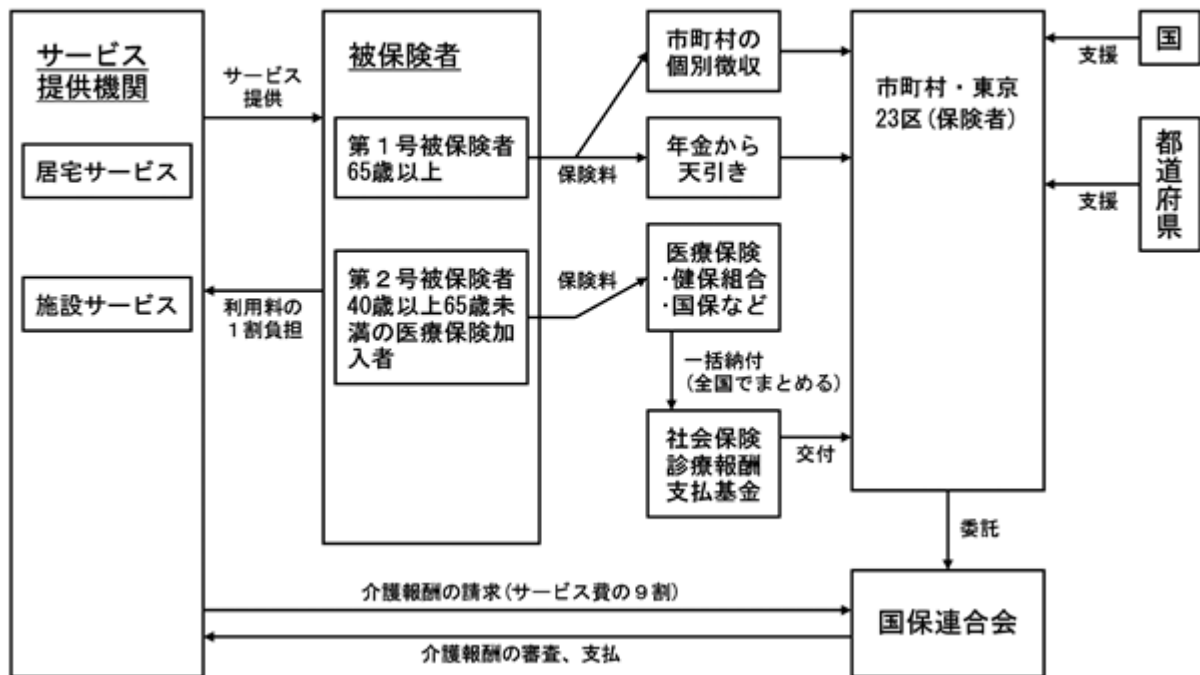 サービス
提供機関
居宅サービス
施設サービス
サービス
提供
利用料の
1割負担
被保険者
第1号被保険者
65歳以上
第2号被保険者
40歳以上65歳未
満の医療保険加
入者
保険料
保険料
市町村の
個別徴収
年金から
天引き
医療保険
・健保組合
・国保など
一括納付
(全国でまとめる)
社会保険
診療報酬
支払基金
交付
市町村・東京
23区(保険者)
国
支援
都道府県
支援
委託
国保連合会
介護報酬の請求(サービス費の9割)
介護報酬の審査、支払